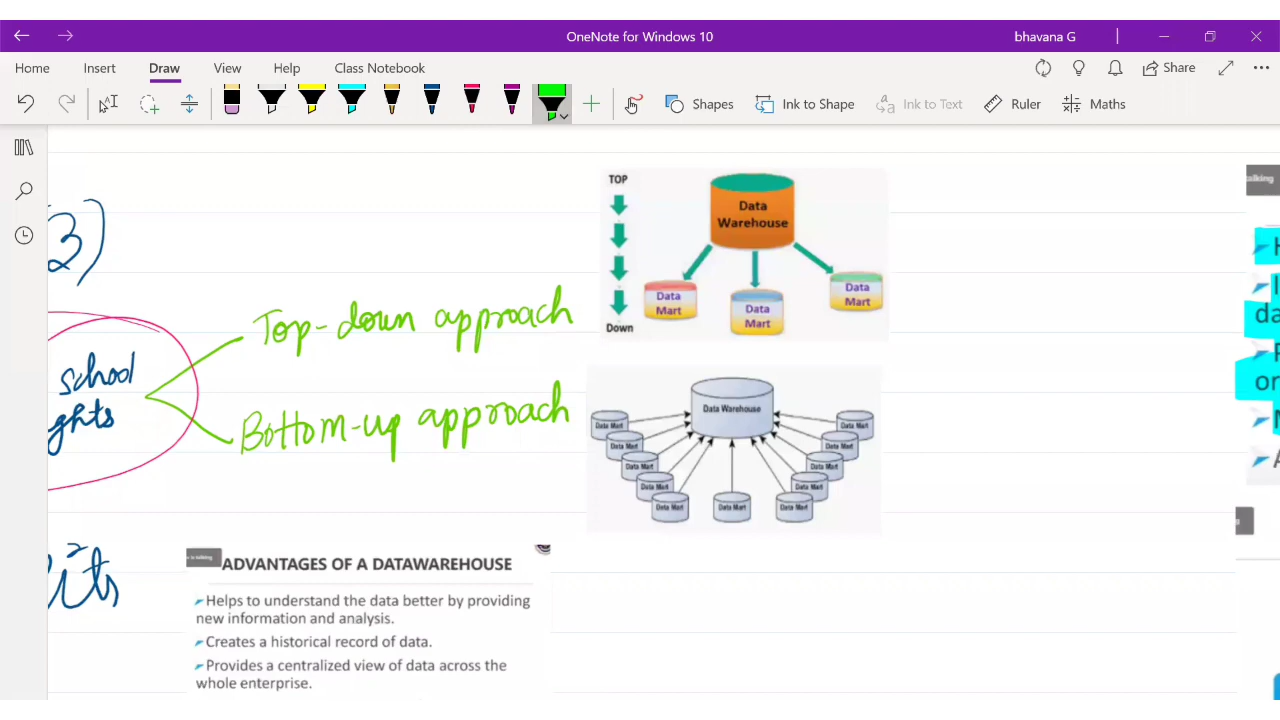 OneNote for Windows 10
bhavana G
Home Insert Draw View Help Class Notebook
Share
Shapes Ink to Shape Ink to Text Ruler Maths
3)
school
ghts
Top-down approach
Bottom-up approach
TOP
Down
Data
Warehouse
Data
Mart
Data
Mart
Data
Mart
Data Warehouse
Data Mart
Data Mart
Data Mart
Data Mart
Data Mart
Data Mart
Data Mart
Data Mart
Data Mart
Data Mart
Data Mart
ADVANTAGES OF A DATAWAREHOUSE
Helps to understand the data better by providing
new information and analysis.
Creates a historical record of data.
Provides a centralized view of data across the
whole enterprise.
talking
da
or